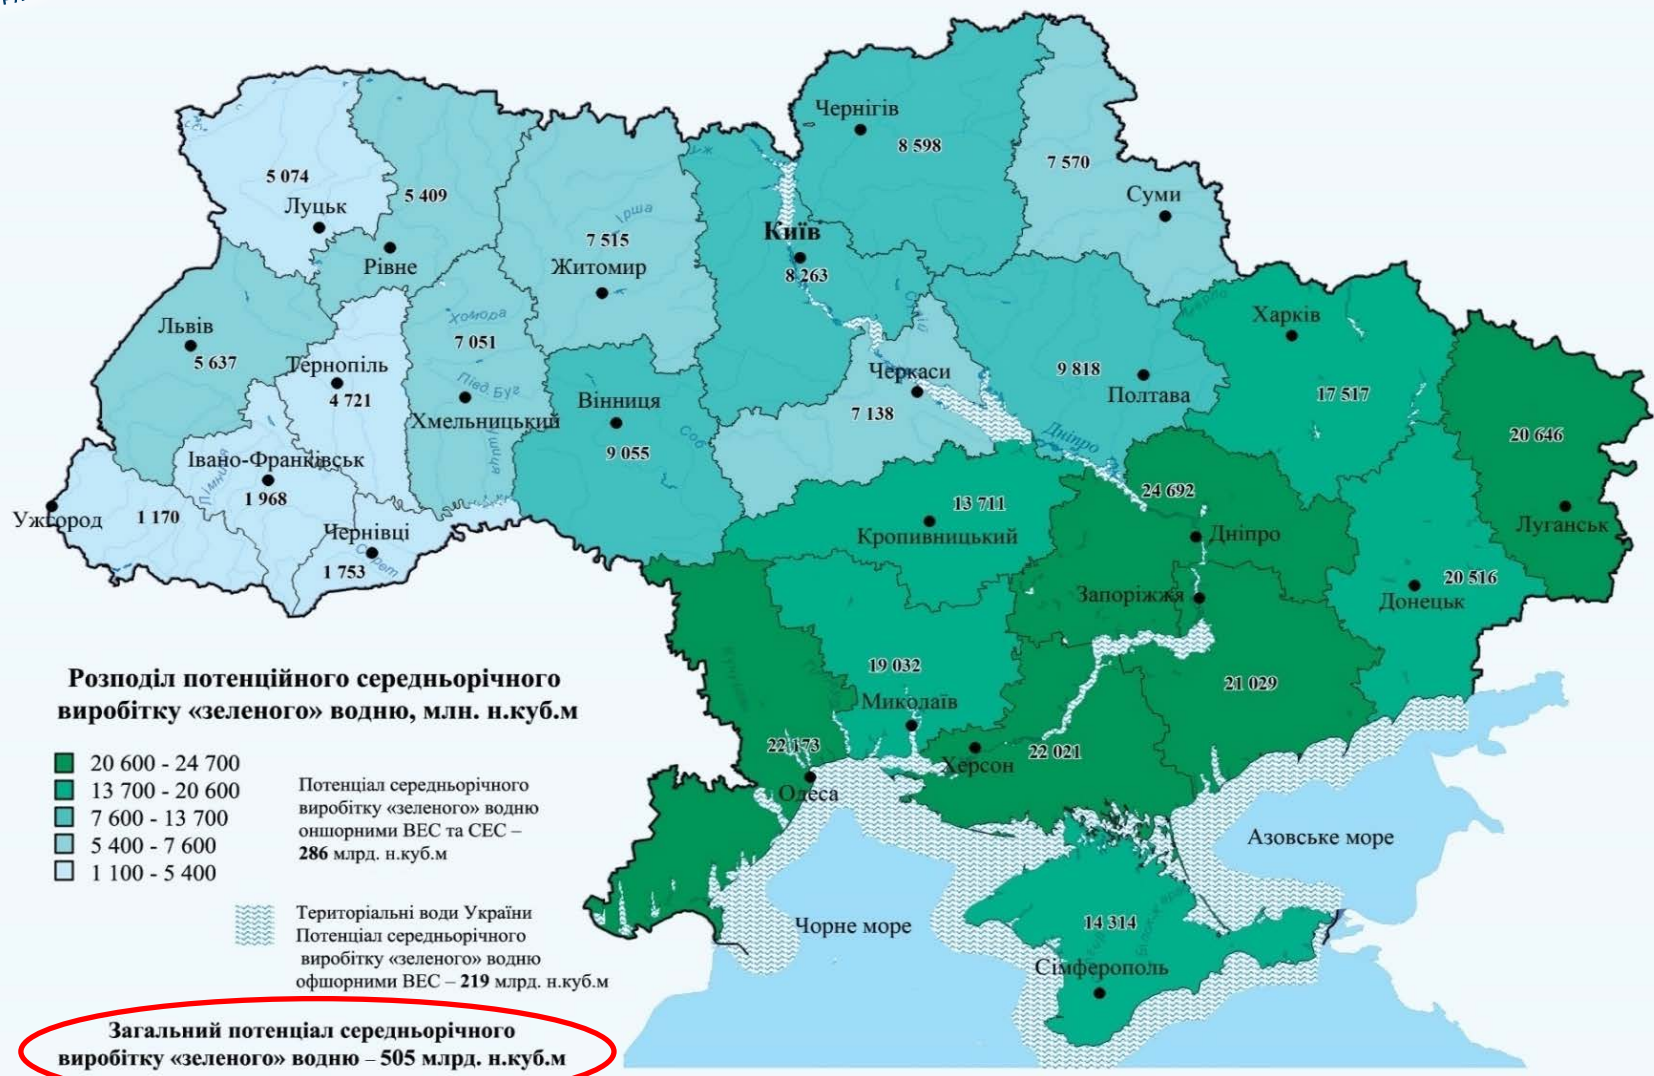 Чернігів
8 598
7 570
Суми
5 074
Луцьк
5 409
Рівне
Ірша
7 515
Житомир
Уж
Київ
8 263
Львів
5 637
Тернопіль
4 721
Хомора
7 051
Півд. Буг
Хмельницький
Вінниця
9 055
Соб
Черкаси
7 138
9 818
Полтава
Дніпро
Харків
17 517
20 646
Луганськ
Івано-Франківськ
1 968
Ужгород
1 170
Чернівці
1 753
13 711
Кропивницький
24 692
Дніпро
Запоріжжя
20 516
Донецьк
19 032
Миколаїв
21 029
22 173
Одеса
Херсон
22 021
Азовське море
Чорне море
14 314
Сімферополь
Розподіл потенційного середньорічного
виробітку «зеленого» водню, млн. н.куб.м
20 600 - 24 700
13 700 - 20 600
7 600 - 13 700
5 400 - 7 600
1 100 - 5 400
Потенціал середньорічного
виробітку «зеленого» водню
оншорними ВЕС та СЕС –
286 млрд. н.куб.м
Територіальні води України
Потенціал середньорічного
виробітку «зеленого» водню
офшорними ВЕС – 219 млрд. н.куб.м
Загальний потенціал середньорічного
виробітку «зеленого» водню – 505 млрд. н.куб.м